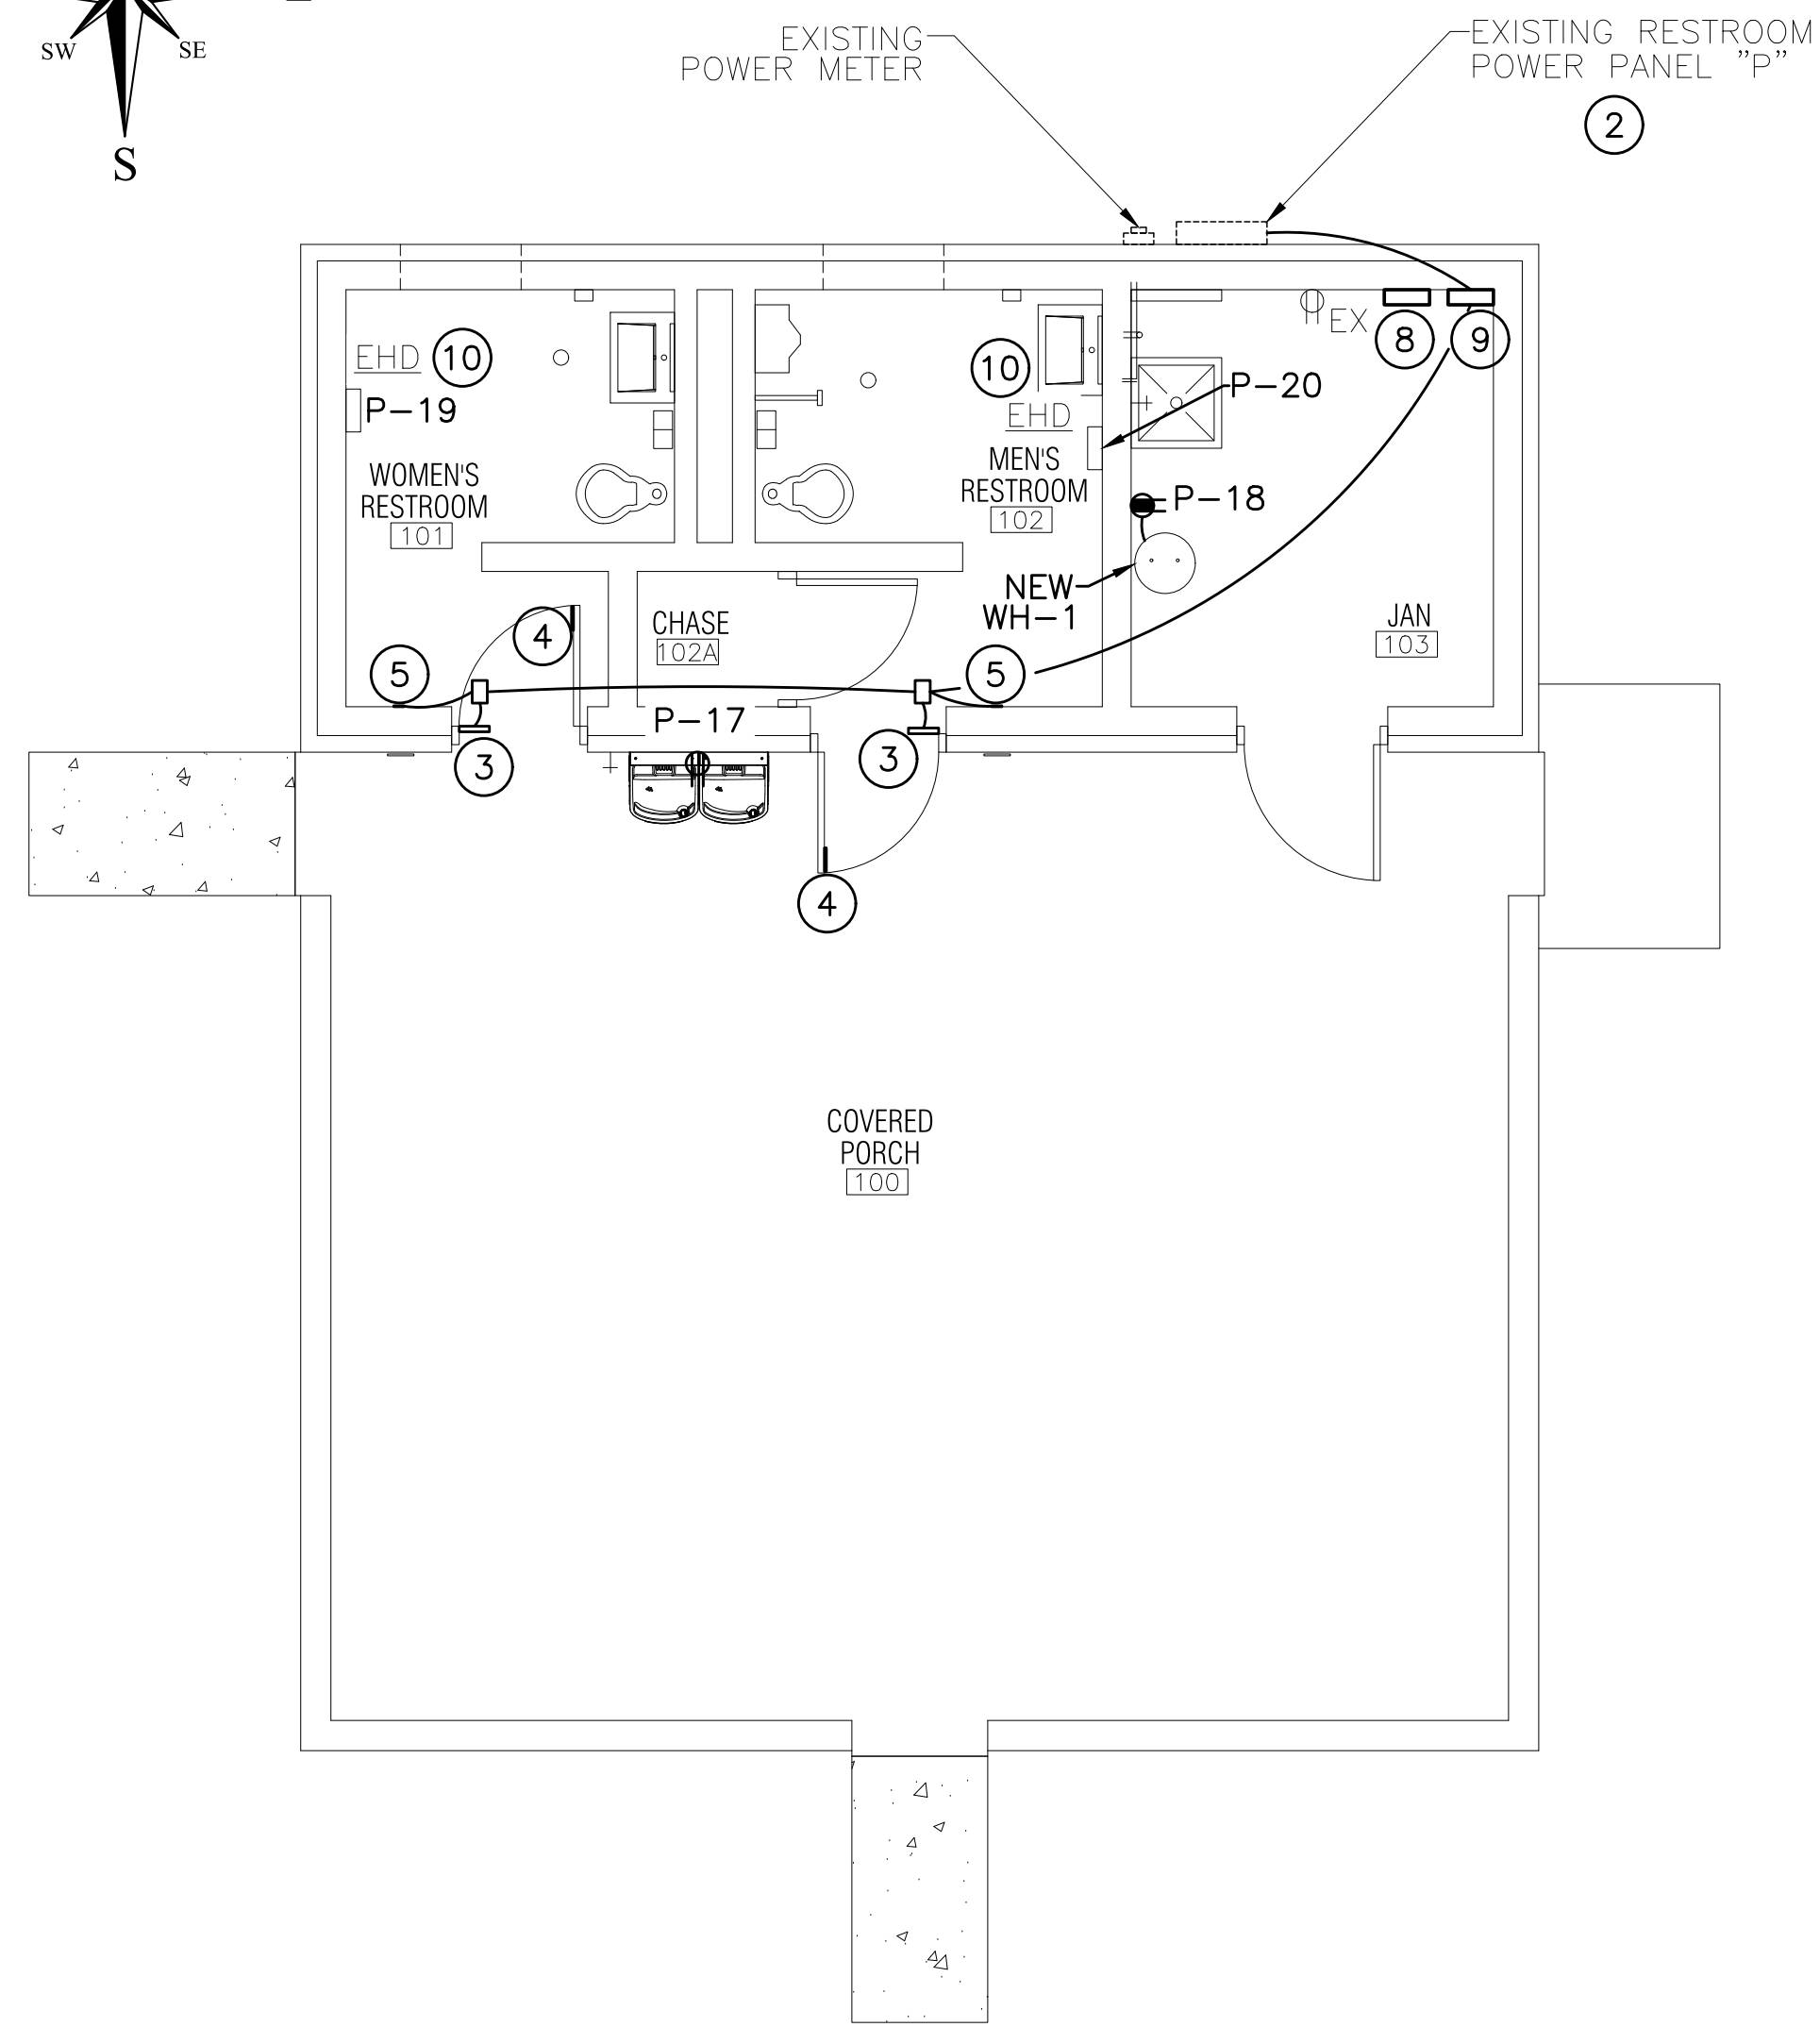 SW
SE
S
EXISTING
POWER METER
EXISTING RESTROOM
POWER PANEL "P"
2
EHD
10
P-19
WOMEN'S
RESTROOM
101
10
EHD
MEN'S
RESTROOM
102
P-20
EX
8
9
P-18
NEW
WH-1
JAN
103
CHASE
102A
4
5
5
P-17
3
3
4
COVERED
PORCH
100